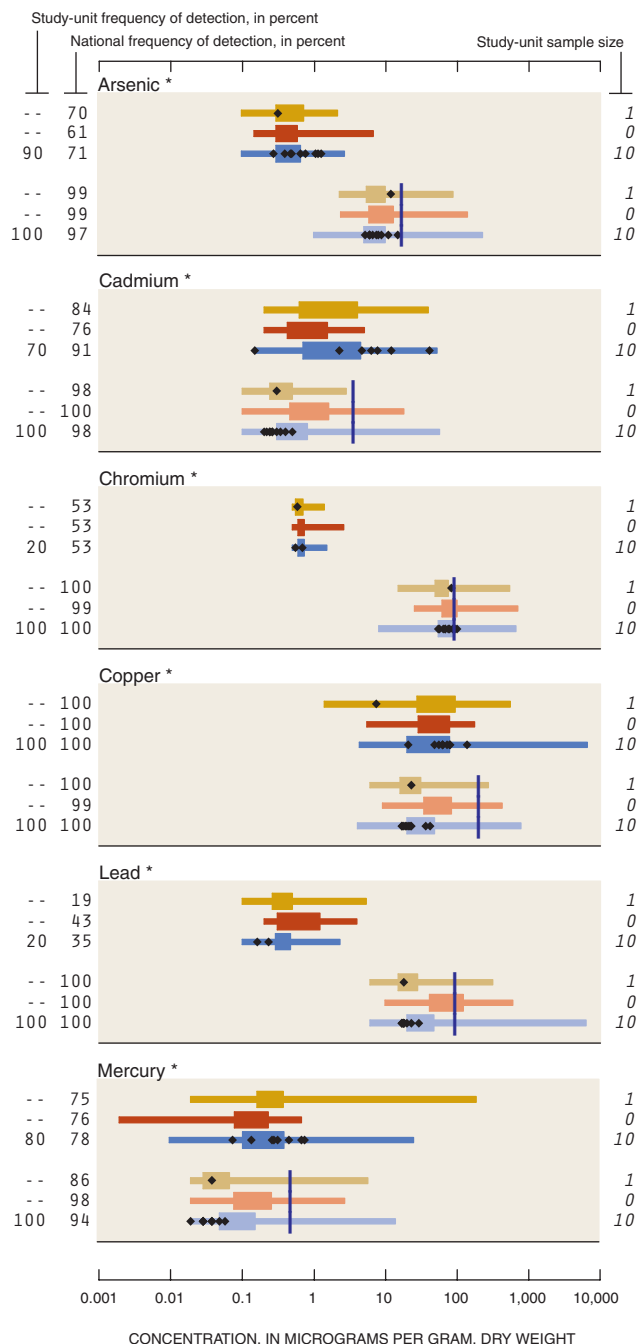 Study-unit frequency of detection, in percent
National frequency of detection, in percent
Study-unit sample size
Arsenic *
-- 70 1
-- 61 0
90 71 10
-- 99 1
-- 99 0
100 97 10
Cadmium *
-- 84 1
-- 76 0
70 91 10
-- 98 1
-- 100 0
100 98 10
Chromium *
-- 53 1
-- 53 0
20 53 10
-- 100 1
-- 99 0
100 100 10
Copper *
-- 100 1
-- 100 0
100 100 10
-- 100 1
-- 99 0
100 100 10
Lead *
-- 19 1
-- 43 0
20 35 10
-- 100 1
-- 100 0
100 100 10
Mercury *
-- 75 1
-- 76 0
80 78 10
-- 86 1
-- 98 0
100 94 10
0.001 0.01 0.1 1 10 100 1,000 10,000
CONCENTRATION, IN MICROGRAMS PER GRAM, DRY WEIGHT